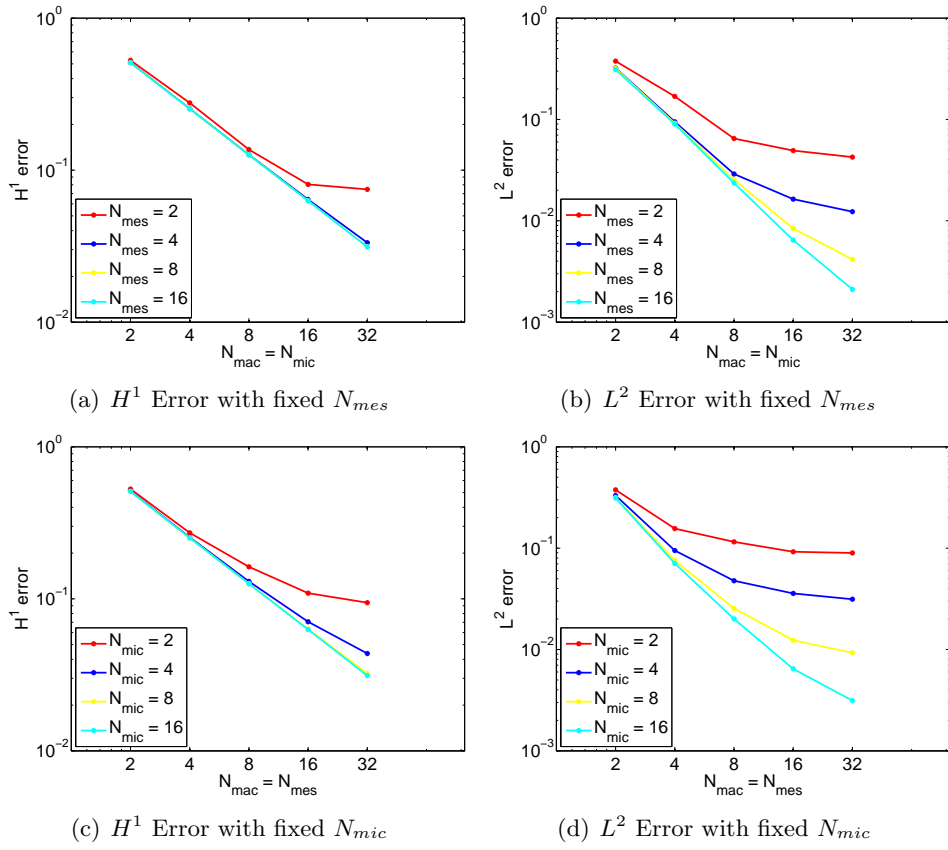 10^0
10^-1
10^-2
H^1 error
2 4 8 16 32
N_mac = N_mic
N_mes = 2
N_mes = 4
N_mes = 8
N_mes = 16
(a) H^1 Error with fixed N_mes
10^0
10^-1
10^-2
10^-3
L^2 error
2 4 8 16 32
N_mac = N_mic
N_mes = 2
N_mes = 4
N_mes = 8
N_mes = 16
(b) L^2 Error with fixed N_mes
10^0
10^-1
10^-2
H^1 error
2 4 8 16 32
N_mac = N_mes
N_mic = 2
N_mic = 4
N_mic = 8
N_mic = 16
(c) H^1 Error with fixed N_mic
10^0
10^-1
10^-2
10^-3
L^2 error
2 4 8 16 32
N_mac = N_mes
N_mic = 2
N_mic = 4
N_mic = 8
N_mic = 16
(d) L^2 Error with fixed N_mic